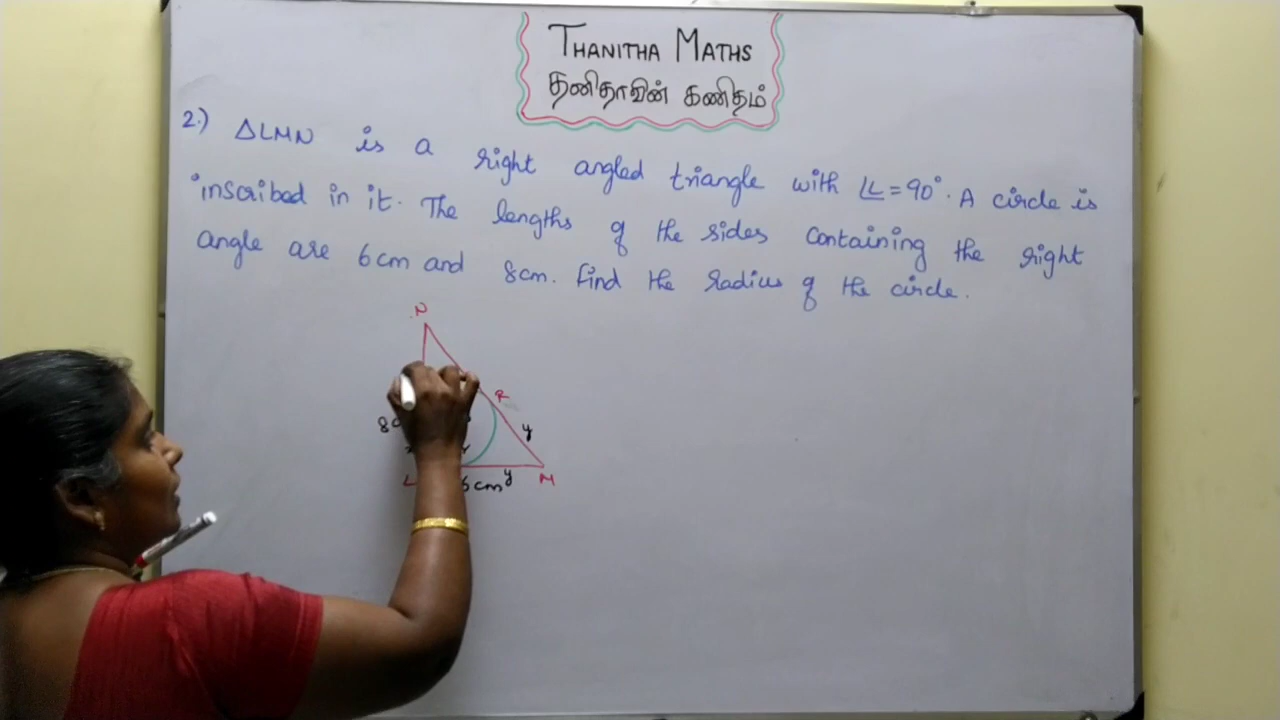 THANITHA MATHS
தனிதாவின் கணிதம்
2.) ΔLMN is a right angled triangle with ∠L=90°. A circle is
inscribed in it. The lengths of the sides containing the right
angle are 6cm and 8cm. Find the radius of the circle.
N
R
8
y
L
6cm
y
M